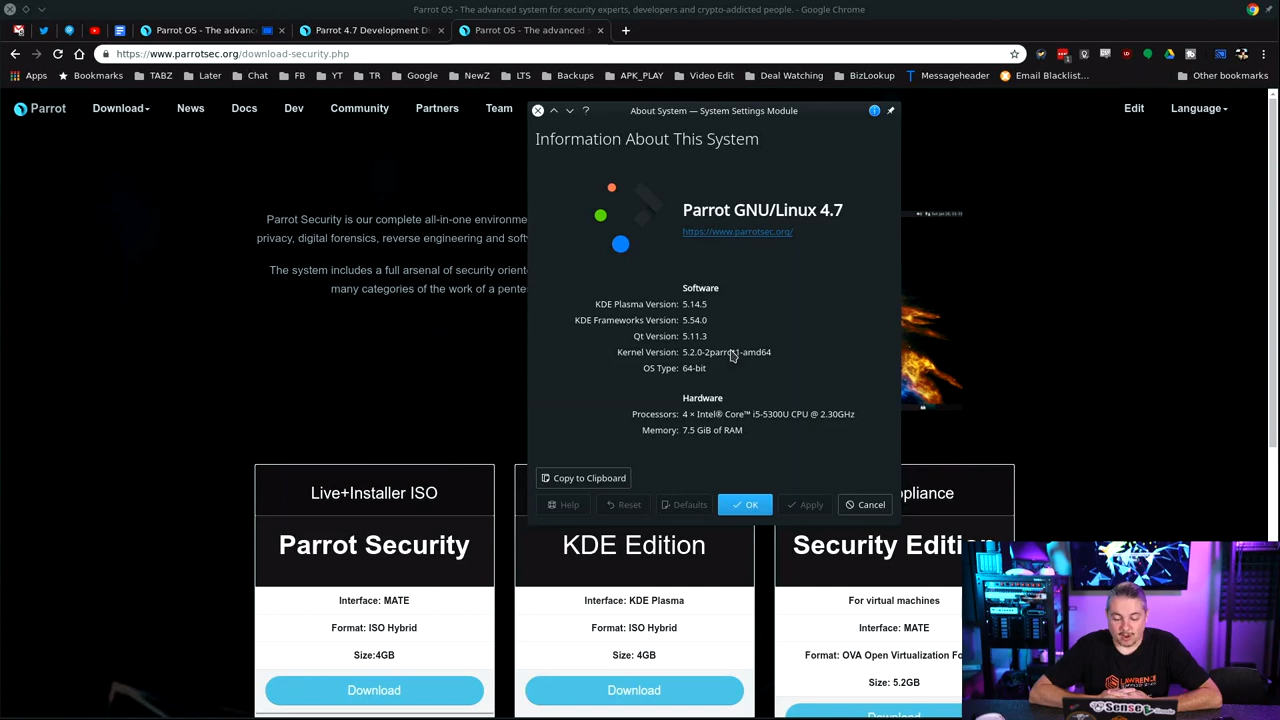 Parrot OS - The advanced system for security experts, developers and crypto-addicted people. - Google Chrome
Parrot OS - The advanc
Parrot 4.7 Development D
Parrot OS - The advanced s
https://www.parrotsec.org/download-security.php
Apps Bookmarks TABZ Later Chat FB YT TR Google NewZ LTS Backups APK_PLAY Video Edit Deal Watching BizLookup Messageheader Email Blacklist... Other bookmarks
Parrot Download News Docs Dev Community Partners Team Edit Language
About System — System Settings Module
Information About This System
Parrot GNU/Linux 4.7
https://www.parrotsec.org/
Parrot Security is our complete all-in-one environme
privacy, digital forensics, reverse engineering and soft
The system includes a full arsenal of security orient
many categories of the work of a pente
Software
KDE Plasma Version: 5.14.5
KDE Frameworks Version: 5.54.0
Qt Version: 5.11.3
Kernel Version: 5.2.0-2parrot1-amd64
OS Type: 64-bit
Hardware
Processors: 4 × Intel® Core™ i5-5300U CPU @ 2.30GHz
Memory: 7.5 GiB of RAM
Copy to Clipboard
Help Reset Defaults OK Apply Cancel
Live+Installer ISO
Parrot Security
Interface: MATE
Format: ISO Hybrid
Size:4GB
Download
KDE Edition
Interface: KDE Plasma
Format: ISO Hybrid
Size: 4GB
Download
ppliance
Security Edition
For virtual machines
Interface: MATE
Format: OVA Open Virtualization Fo
Size: 5.2GB
Download
LAWRENCE